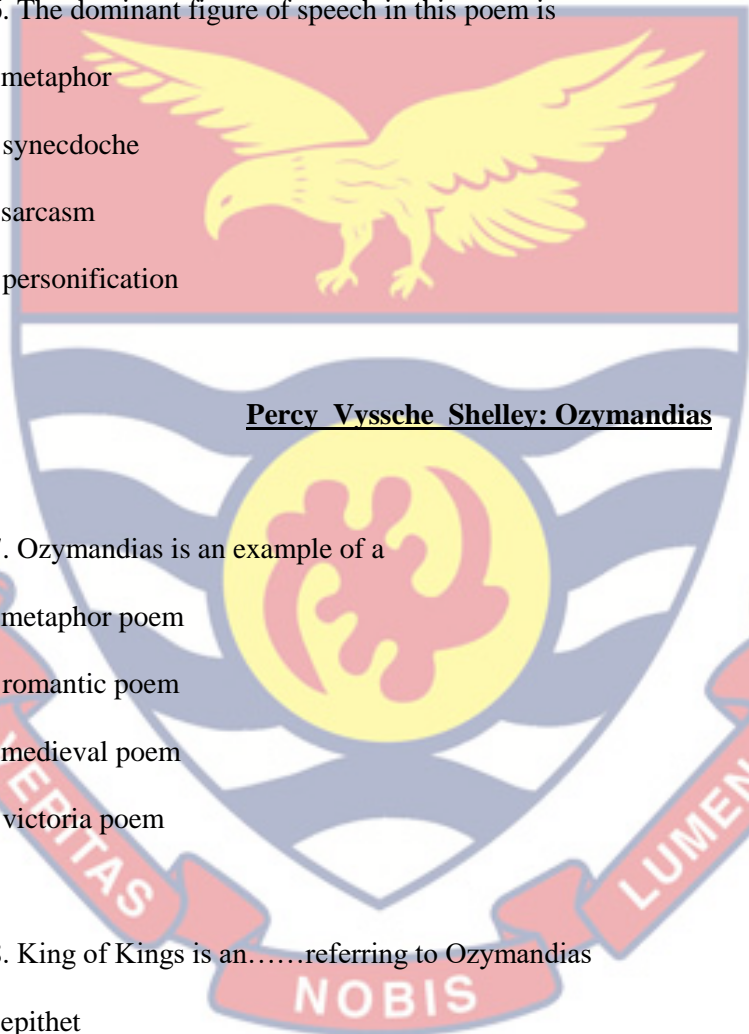 . The dominant figure of speech in this poem is
metaphor
synecdoche
sarcasm
personification
Percy Vyssche Shelley: Ozymandias
. Ozymandias is an example of a
metaphor poem
romantic poem
medieval poem
victoria poem
VERITAS
LUMEN
. King of Kings is an……referring to Ozymandias
NOBIS
epithet